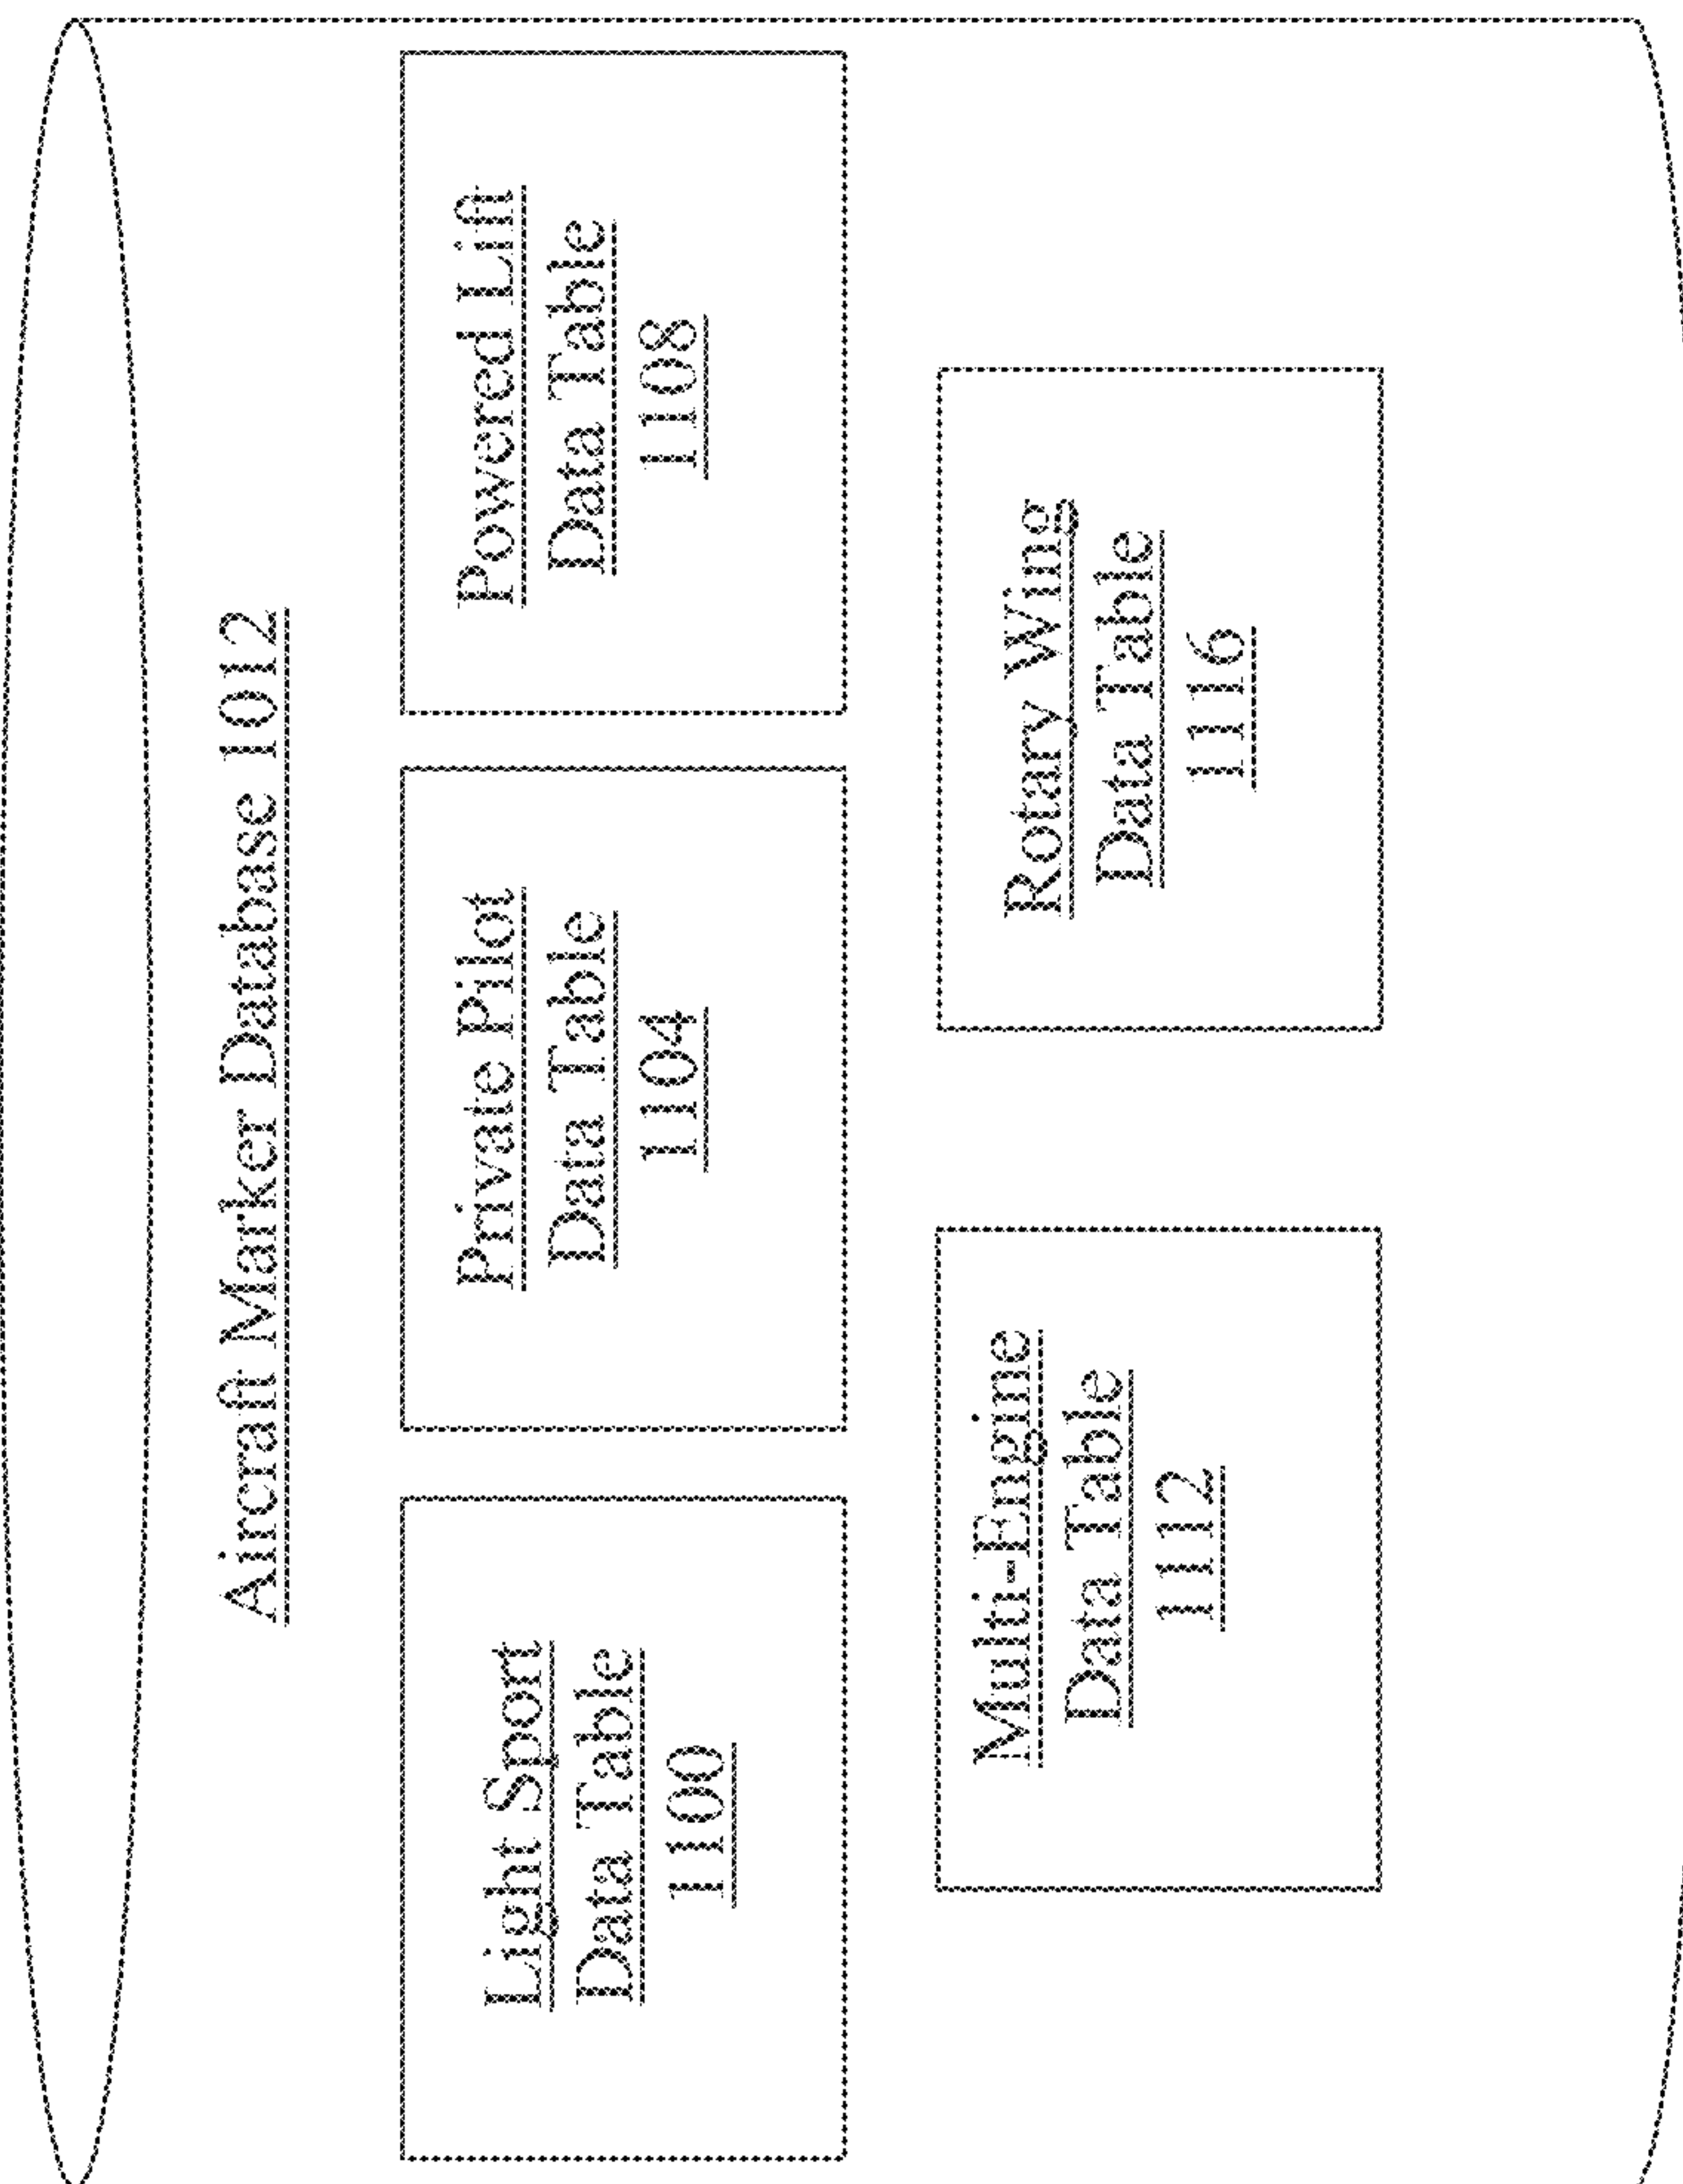 Aircraft Marker Database 1012
Light Sport
Data Table
1100
Private Pilot
Data Table
1104
Powered Lift
Data Table
1108
Multi-Engine
Data Table
1112
Rotary Wing
Data Table
1116